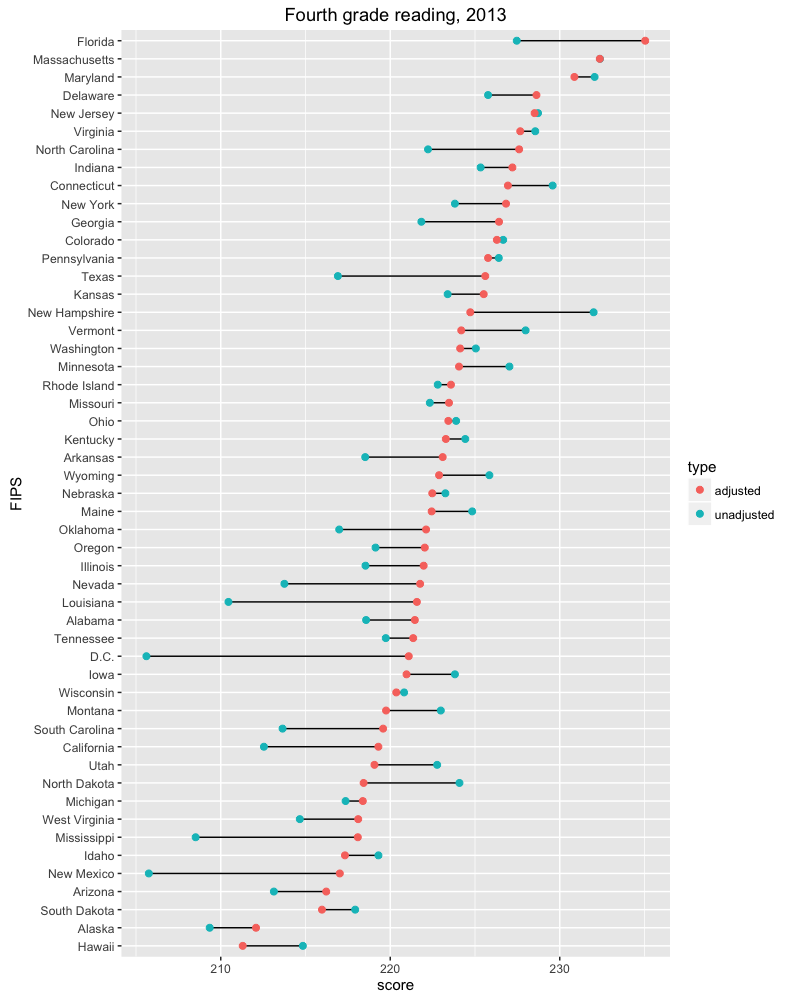 Fourth grade reading, 2013
Florida
Massachusetts
Maryland
Delaware
New Jersey
Virginia
North Carolina
Indiana
Connecticut
New York
Georgia
Colorado
Pennsylvania
Texas
Kansas
New Hampshire
Vermont
Washington
Minnesota
Rhode Island
Missouri
Ohio
Kentucky
Arkansas
Wyoming
Nebraska
Maine
Oklahoma
Oregon
Illinois
Nevada
Louisiana
Alabama
Tennessee
D.C.
Iowa
Wisconsin
Montana
South Carolina
California
Utah
North Dakota
Michigan
West Virginia
Mississippi
Idaho
New Mexico
Arizona
South Dakota
Alaska
Hawaii
FIPS
210 220 230
score
type
adjusted
unadjusted